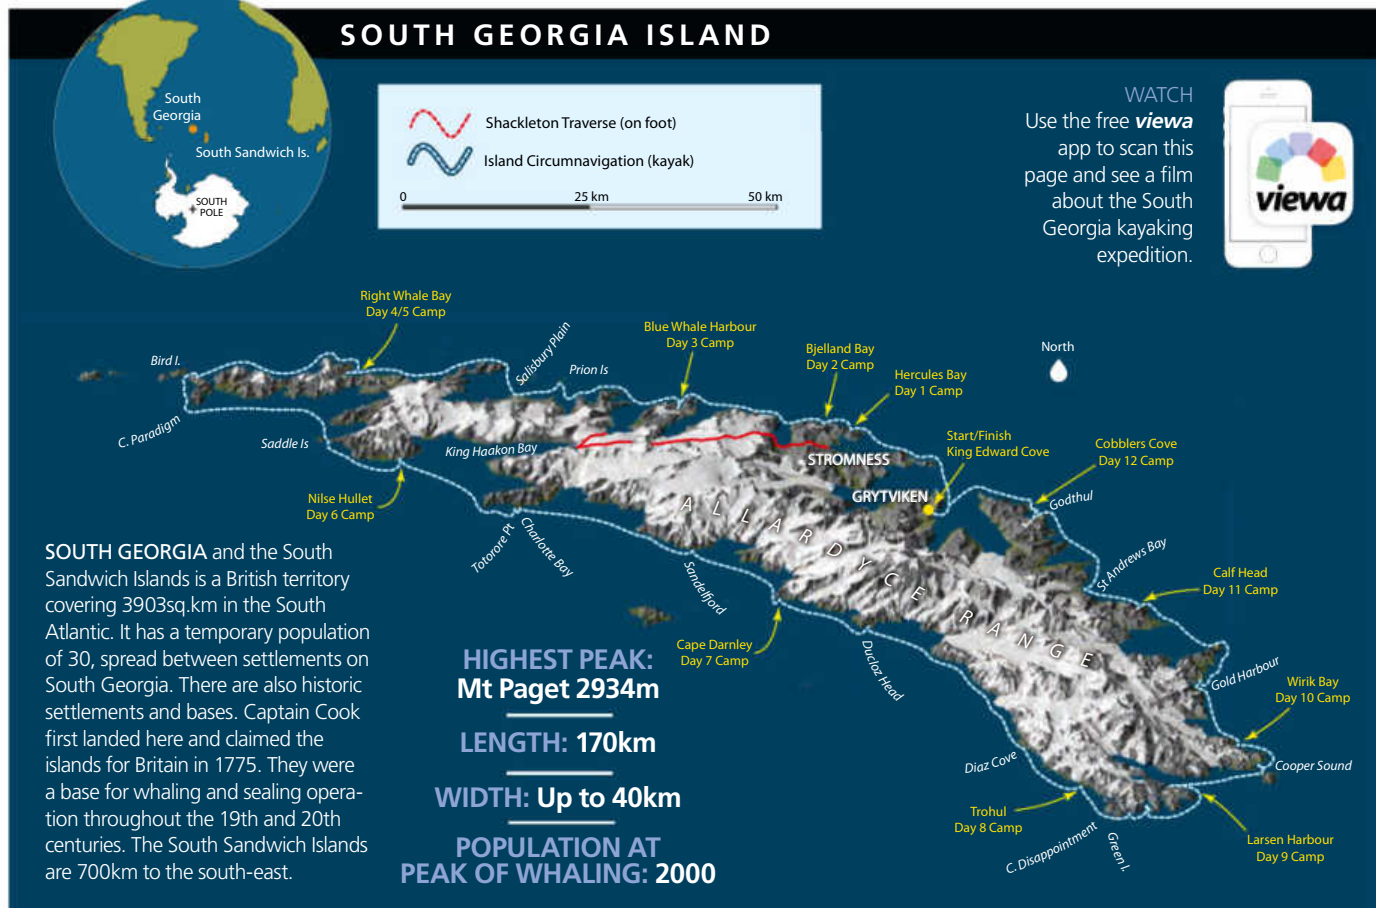 SOUTH GEORGIA ISLAND
South
Georgia
South Sandwich Is.
SOUTH
POLE
Shackleton Traverse (on foot)
Island Circumnavigation (kayak)
0 25 km 50 km
WATCH
Use the free viewa
app to scan this
page and see a film
about the South
Georgia kayaking
expedition.
viewa
Right Whale Bay
Day 4/5 Camp
Bird I.
C. Paradigm
Saddle Is
Salisbury Plain
Prion Is
Blue Whale Harbour
Day 3 Camp
Bjelland Bay
Day 2 Camp
Hercules Bay
Day 1 Camp
North
King Haakon Bay
STROMNESS
Start/Finish
King Edward Cove
GRYTVIKEN
Cobblers Cove
Day 12 Camp
Godthul
Nilse Hullet
Day 6 Camp
Totorore Pt
Charlotte Bay
ALLARDYCE RANGE
St Andrews Bay
Calf Head
Day 11 Camp
Sandelfjord
Cape Darnley
Day 7 Camp
Ducloz Head
Gold Harbour
Wirik Bay
Day 10 Camp
Cooper Sound
Diaz Cove
Trohul
Day 8 Camp
C. Disappointment
Green I.
Larsen Harbour
Day 9 Camp
SOUTH GEORGIA and the South
Sandwich Islands is a British territory
covering 3903sq.km in the South
Atlantic. It has a temporary population
of 30, spread between settlements on
South Georgia. There are also historic
settlements and bases. Captain Cook
first landed here and claimed the
islands for Britain in 1775. They were
a base for whaling and sealing opera-
tion throughout the 19th and 20th
centuries. The South Sandwich Islands
are 700km to the south-east.
HIGHEST PEAK:
Mt Paget 2934m
LENGTH: 170km
WIDTH: Up to 40km
POPULATION AT
PEAK OF WHALING: 2000